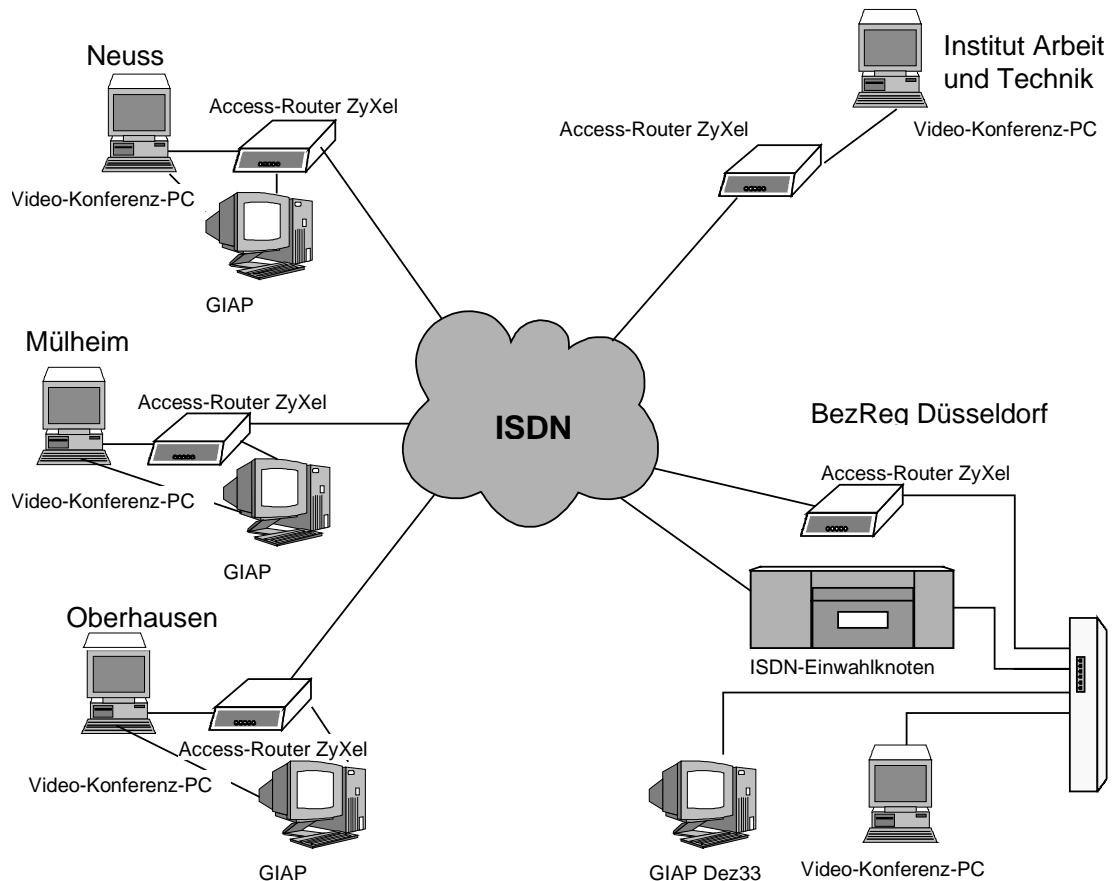 Neuss
Access-Router ZyXel
Video-Konferenz-PC
GIAP
Institut Arbeit
und Technik
Access-Router ZyXel
Video-Konferenz-PC
Mülheim
Access-Router ZyXel
Video-Konferenz-PC
GIAP
ISDN
BezReg Düsseldorf
Access-Router ZyXel
ISDN-Einwahlknoten
Oberhausen
Access-Router ZyXel
Video-Konferenz-PC
GIAP
GIAP Dez33
Video-Konferenz-PC